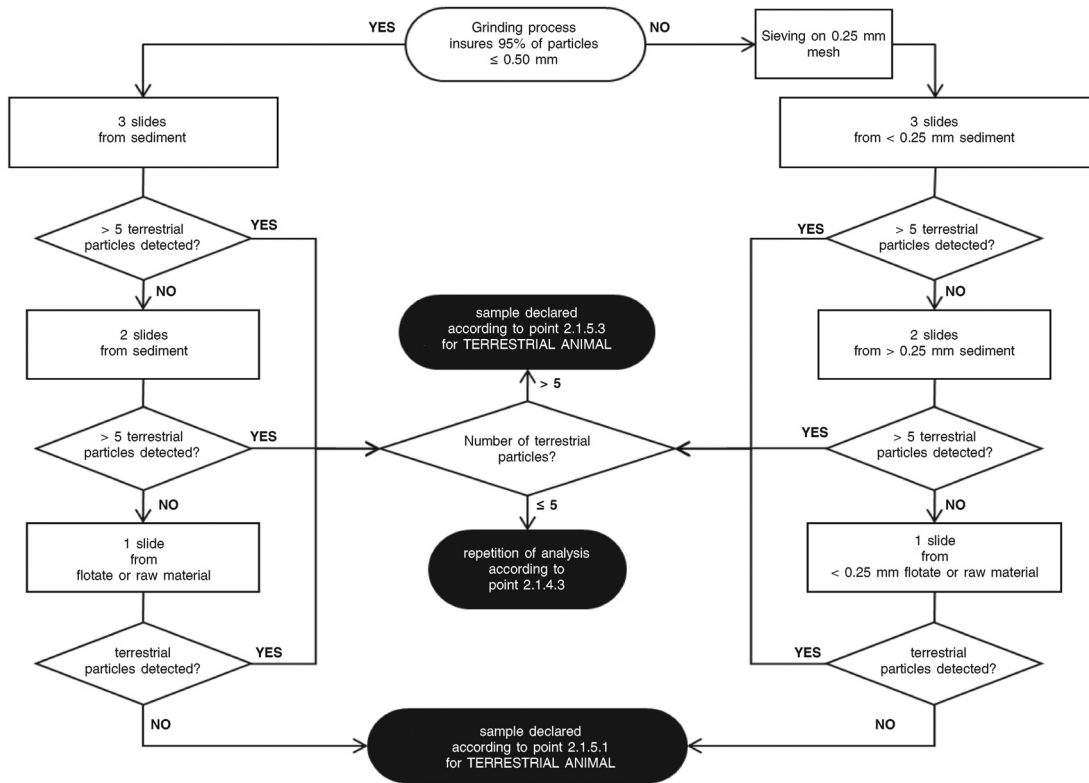 YES
Grinding process
insures 95% of particles
≤ 0.50 mm
NO
Sieving on 0.25 mm
mesh
3 slides
from sediment
3 slides
from < 0.25 mm sediment
> 5 terrestrial
particles detected?
YES
NO
YES
> 5 terrestrial
particles detected?
NO
2 slides
from sediment
sample declared
according to point 2.1.5.3
for TERRESTRIAL ANIMAL
2 slides
from > 0.25 mm sediment
> 5
> 5 terrestrial
particles detected?
YES
NO
Number of terrestrial
particles?
YES
> 5 terrestrial
particles detected?
NO
≤ 5
1 slide
from
flotate or raw material
repetition of analysis
according to
point 2.1.4.3
1 slide
from
< 0.25 mm flotate or raw material
terrestrial
particles detected?
YES
YES
terrestrial
particles detected?
NO
sample declared
according to point 2.1.5.1
for TERRESTRIAL ANIMAL
NO